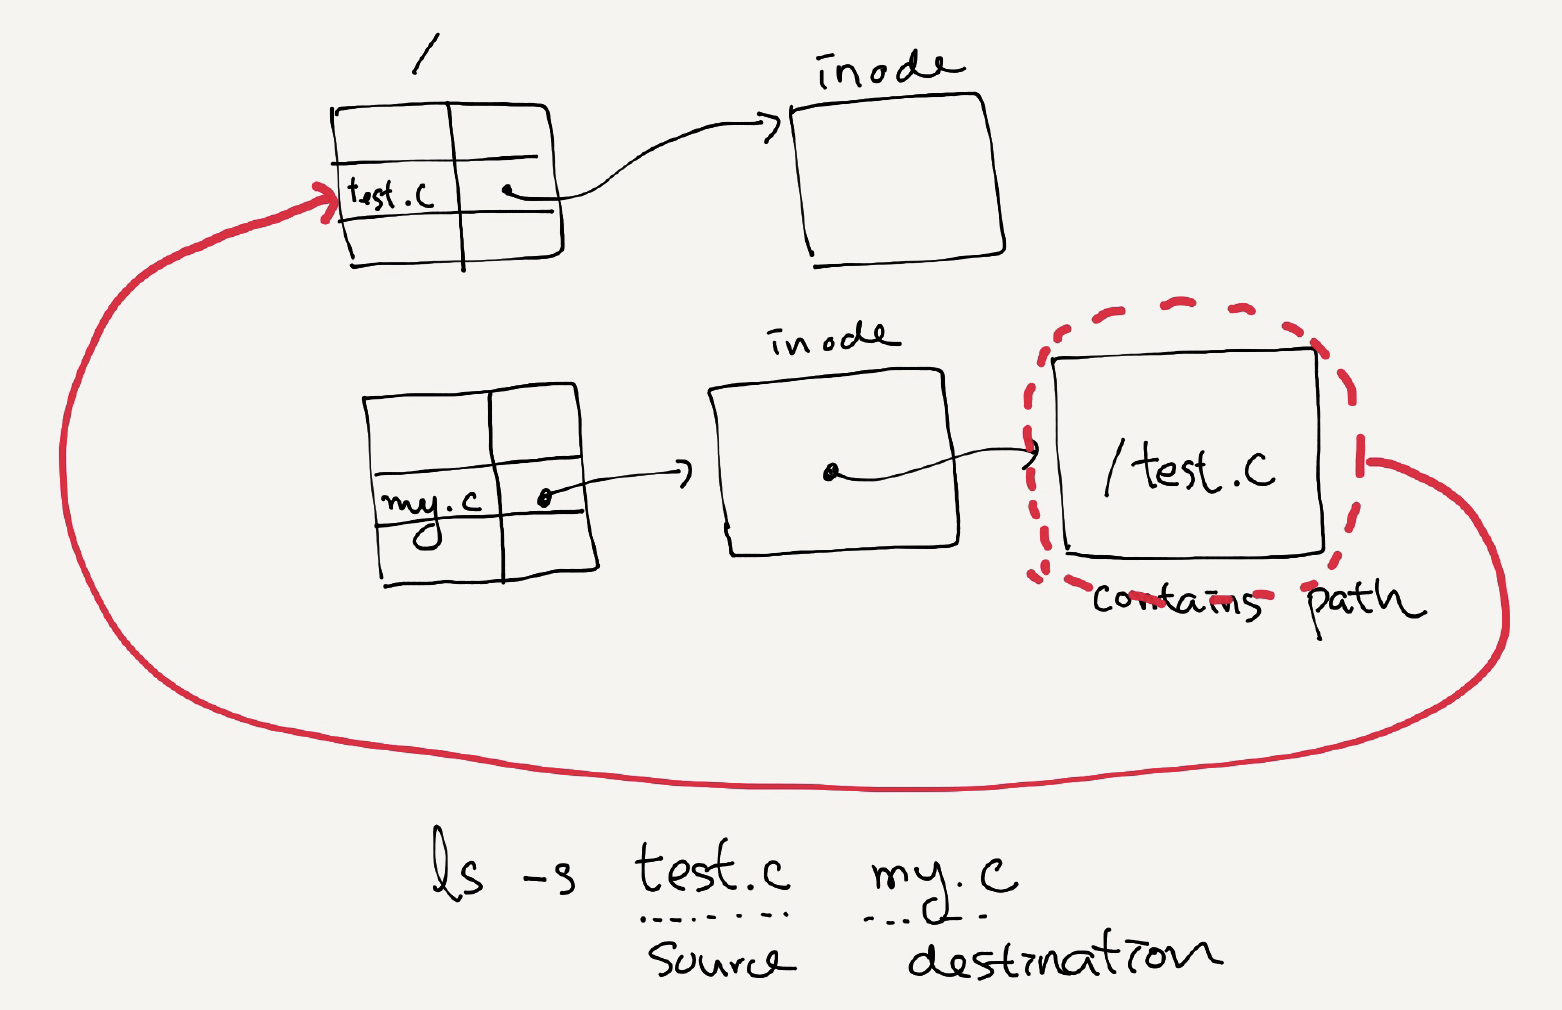 /
inode
test.c
inode
my.c
/test.c
contains path
ls -s test.c my.c
source destination